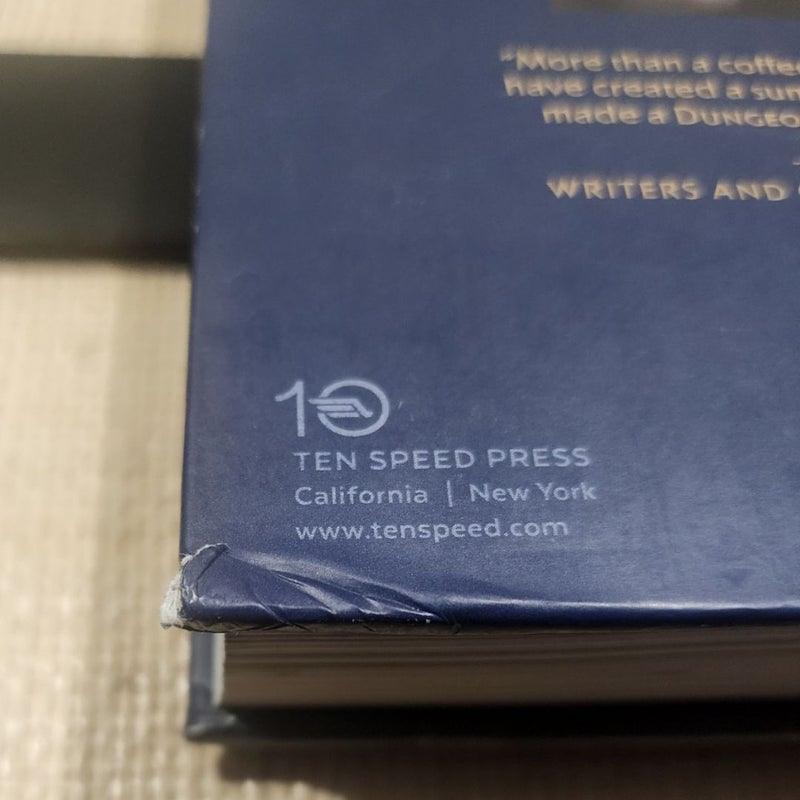 "More than a coffee
have created a sum
made a DUNGEO
WRITERS AND
10
TEN SPEED PRESS
California | New York
www.tenspeed.com